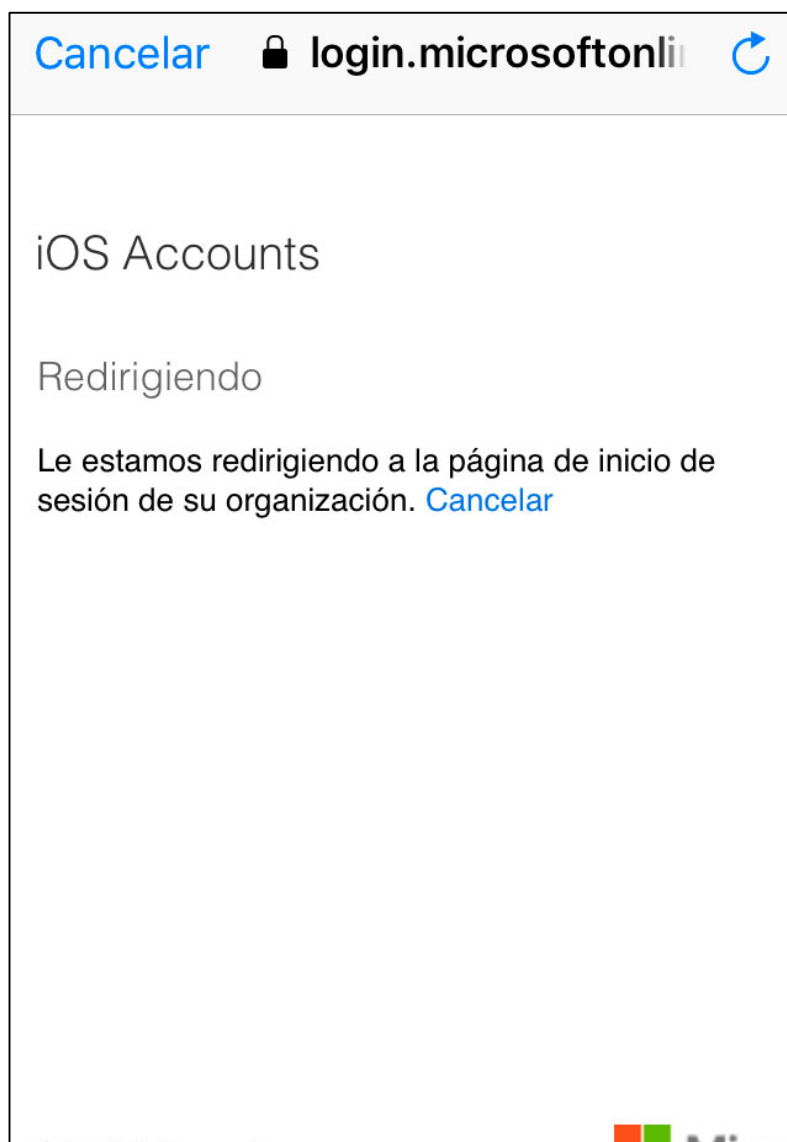 Cancelar login.microsoftonli
iOS Accounts
Redirigiendo
Le estamos redirigiendo a la página de inicio de
sesión de su organización. Cancelar